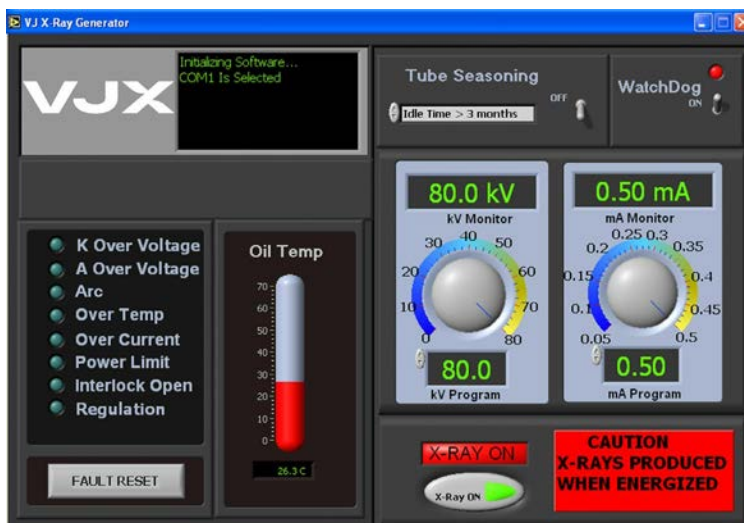 VJ X-Ray Generator
VJX
Initializing Software...
COM1 Is Selected
Tube Seasoning
Idle Time > 3 months
OFF
WatchDog
ON
80.0 kV
kV Monitor
0
10
20
30
40
50
60
70
80
80.0
kV Program
0.50 mA
mA Monitor
0.05
0.1
0.15
0.2
0.25
0.3
0.35
0.4
0.45
0.5
0.50
mA Program
K Over Voltage
A Over Voltage
Arc
Over Temp
Over Current
Power Limit
Interlock Open
Regulation
FAULT RESET
Oil Temp
70
60
50
40
30
20
10
0
26.3 C
X-RAY ON
X-Ray ON
CAUTION
X-RAYS PRODUCED
WHEN ENERGIZED